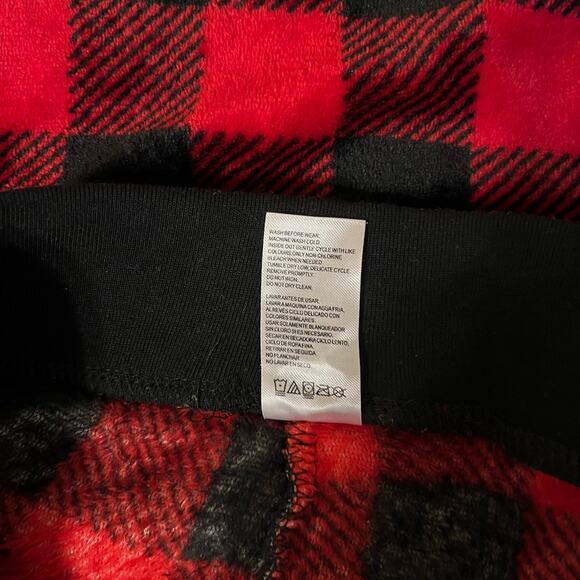 WASH BEFORE WEAR.
MACHINE WASH COLD.
INSIDE OUT GENTLE CYCLE WITH LIKE
COLOURS.ONLY NON-CHLORINE
BLEACH WHEN NEEDED.
TUMBLE DRY LOW, DELICATE CYCLE.
REMOVE PROMPTLY.
DO NOT IRON.
DO NOT DRY CLEAN.
LAVAR ANTES DE USAR.
LAVAR A MAQUINA CON AGUA FRIA,
AL REVÉS CICLO DELICADO CON
COLORES SIMILARES.
USAR SOLAMENTE BLANQUEADOR
SIN CLORO SI ES NECESARIO.
SECAR EN SECADORA CICLO LENTO,
CICLO DE ROPA FINA.
RETIRAR EN SEGUIDA.
NO PLANCHAR
NO LAVAR EN SECO.